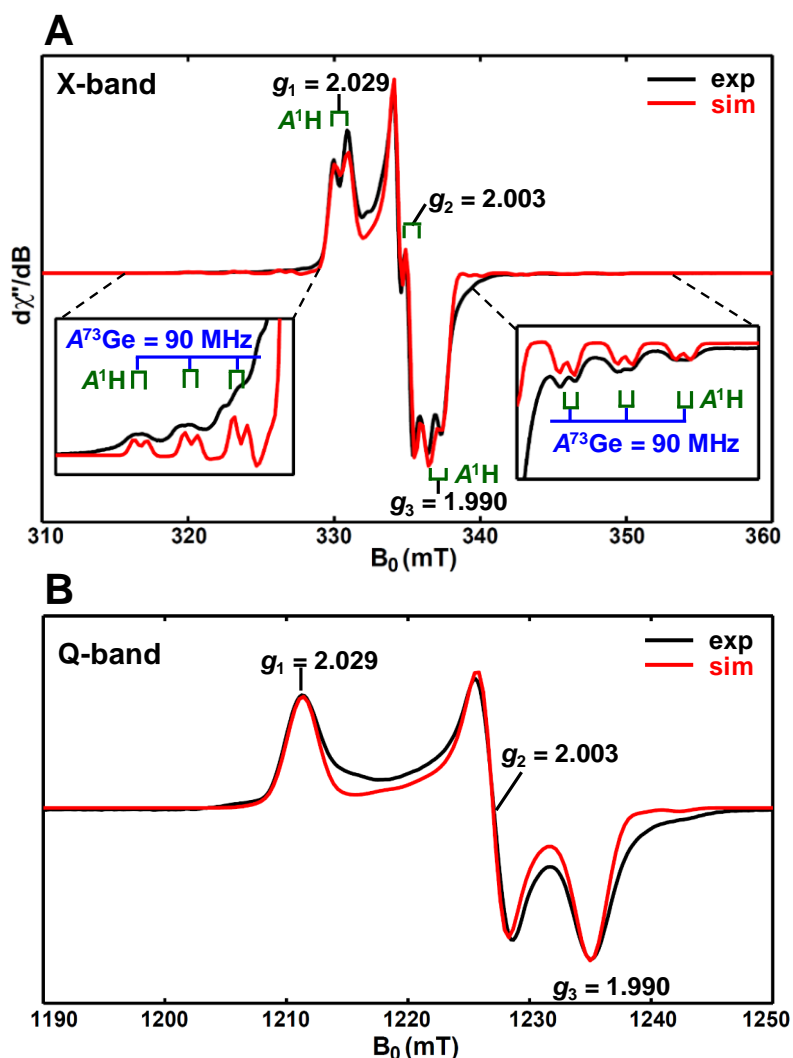 A
X-band
g₁ = 2.029
exp
sim
A¹H
g₂ = 2.003
dχ"/dB
A⁷³Ge = 90 MHz
A¹H
A¹H
A⁷³Ge = 90 MHz
A¹H
g₃ = 1.990
310 320 330 340 350 360
B₀ (mT)
B
Q-band
exp
sim
g₁ = 2.029
g₂ = 2.003
g₃ = 1.990
1190 1200 1210 1220 1230 1240 1250
B₀ (mT)